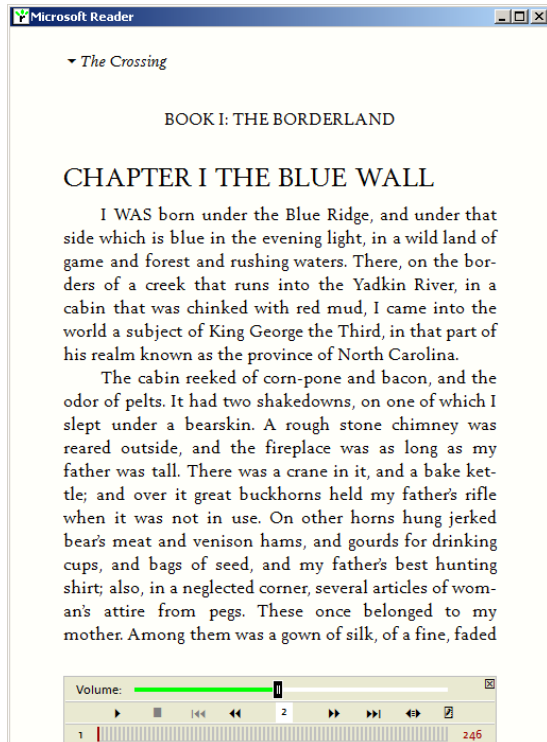 Microsoft Reader
The Crossing
BOOK I: THE BORDERLAND
CHAPTER I THE BLUE WALL
I WAS born under the Blue Ridge, and under that
side which is blue in the evening light, in a wild land of
game and forest and rushing waters. There, on the bor-
ders of a creek that runs into the Yadkin River, in a
cabin that was chinked with red mud, I came into the
world a subject of King George the Third, in that part of
his realm known as the province of North Carolina.
The cabin reeked of corn-pone and bacon, and the
odor of pelts. It had two shakedowns, on one of which I
slept under a bearskin. A rough stone chimney was
reared outside, and the fireplace was as long as my
father was tall. There was a crane in it, and a bake ket-
tle; and over it great buckhorns held my father's rifle
when it was not in use. On other horns hung jerked
bear's meat and venison hams, and gourds for drinking
cups, and bags of seed, and my father's best hunting
shirt; also, in a neglected corner, several articles of wom-
an's attire from pegs. These once belonged to my
mother. Among them was a gown of silk, of a fine, faded
Volume:
2
1 246